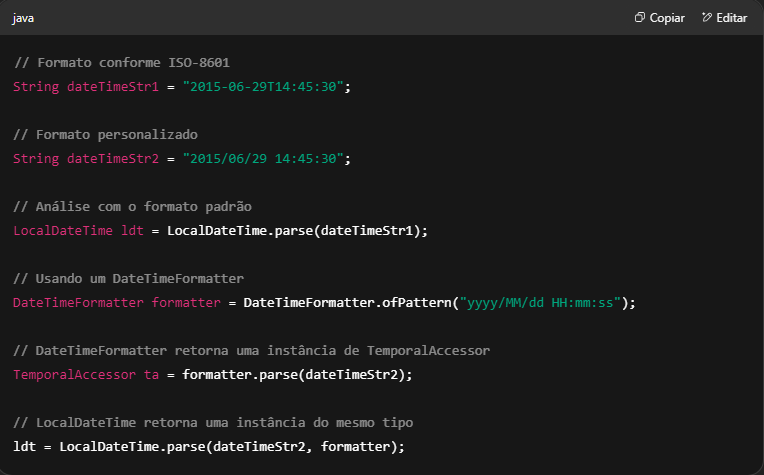 java
Copiar Editar
// Formato conforme ISO-8601
String dateTimeStr1 = "2015-06-29T14:45:30";
// Formato personalizado
String dateTimeStr2 = "2015/06/29 14:45:30";
// Análise com o formato padrão
LocalDateTime ldt = LocalDateTime.parse(dateTimeStr1);
// Usando um DateTimeFormatter
DateTimeFormatter formatter = DateTimeFormatter.ofPattern("yyyy/MM/dd HH:mm:ss");
// DateTimeFormatter retorna uma instância de TemporalAccessor
TemporalAccessor ta = formatter.parse(dateTimeStr2);
// LocalDateTime retorna uma instância do mesmo tipo
ldt = LocalDateTime.parse(dateTimeStr2, formatter);